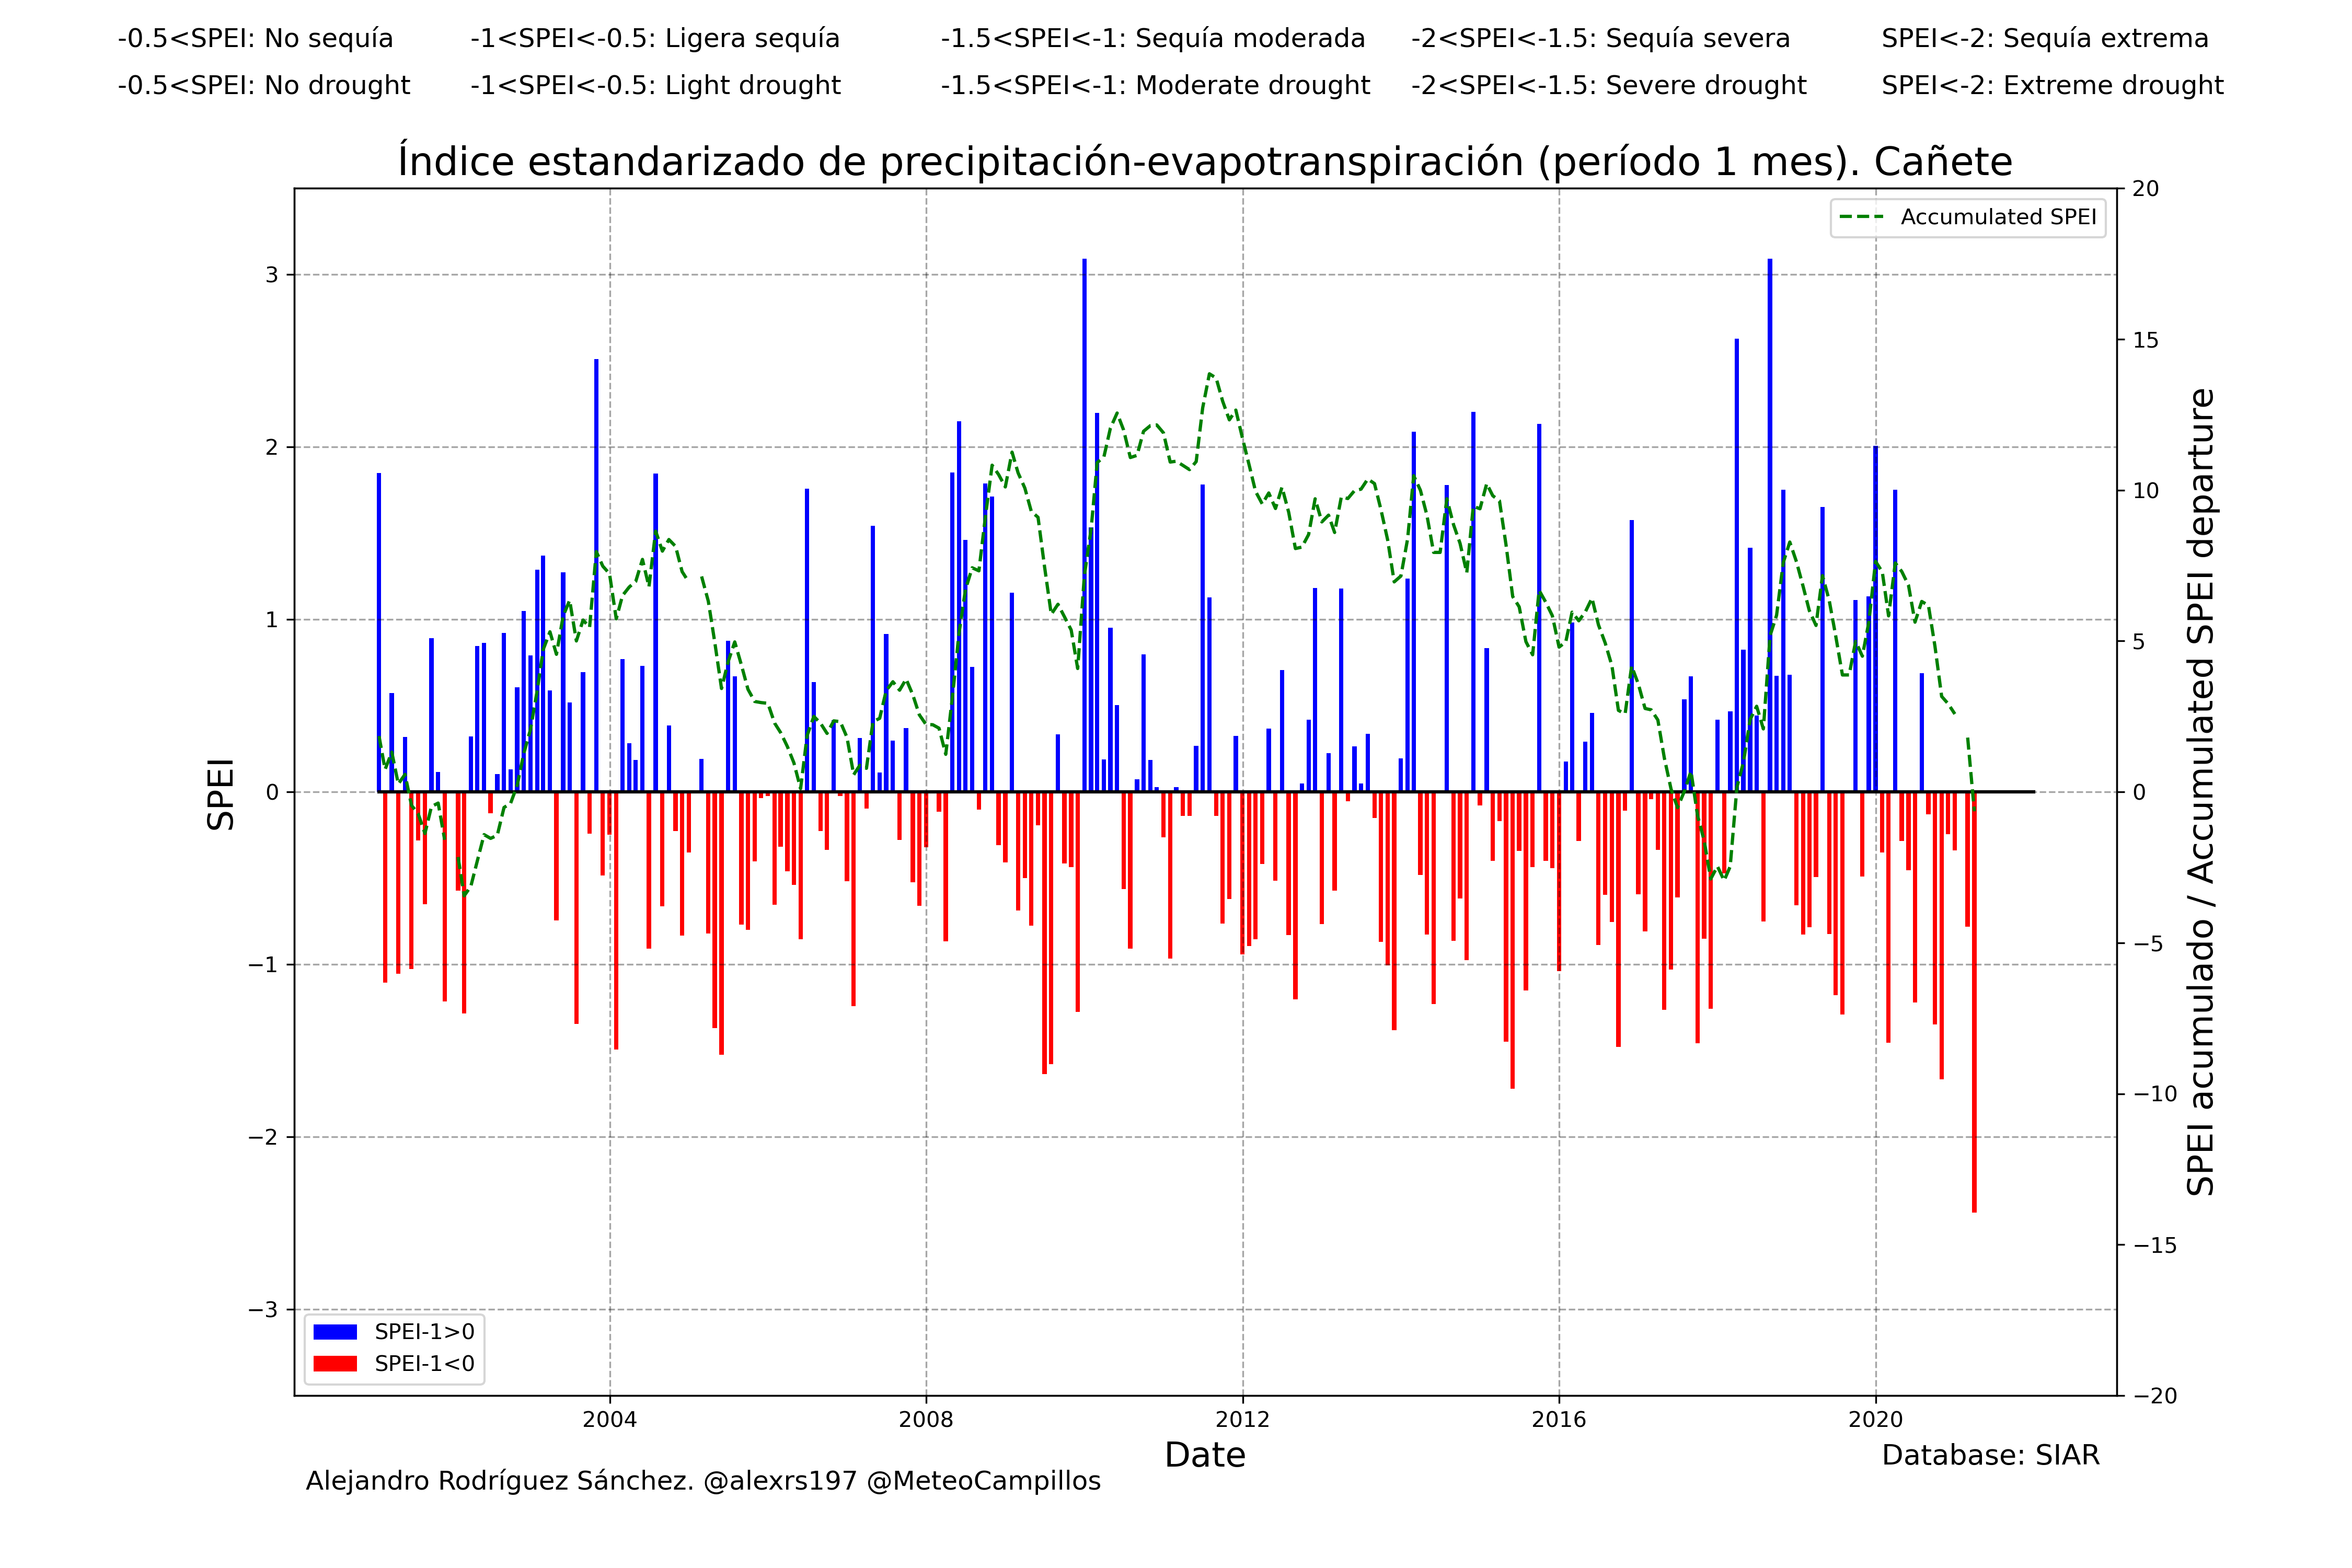 -0.5<SPEI: No sequía -1<SPEI<-0.5: Ligera sequía -1.5<SPEI<-1: Sequía moderada -2<SPEI<-1.5: Sequía severa SPEI<-2: Sequía extrema
-0.5<SPEI: No drought -1<SPEI<-0.5: Light drought -1.5<SPEI<-1: Moderate drought -2<SPEI<-1.5: Severe drought SPEI<-2: Extreme drought
Índice estandarizado de precipitación-evapotranspiración (período 1 mes). Cañete
Accumulated SPEI
SPEI
3
2
1
0
−1
−2
−3
20
15
10
5
0
−5
−10
−15
−20
SPEI acumulado / Accumulated SPEI departure
SPEI-1>0
SPEI-1<0
2004 2008 2012 2016 2020
Date
Database: SIAR
Alejandro Rodríguez Sánchez. @alexrs197 @MeteoCampillos